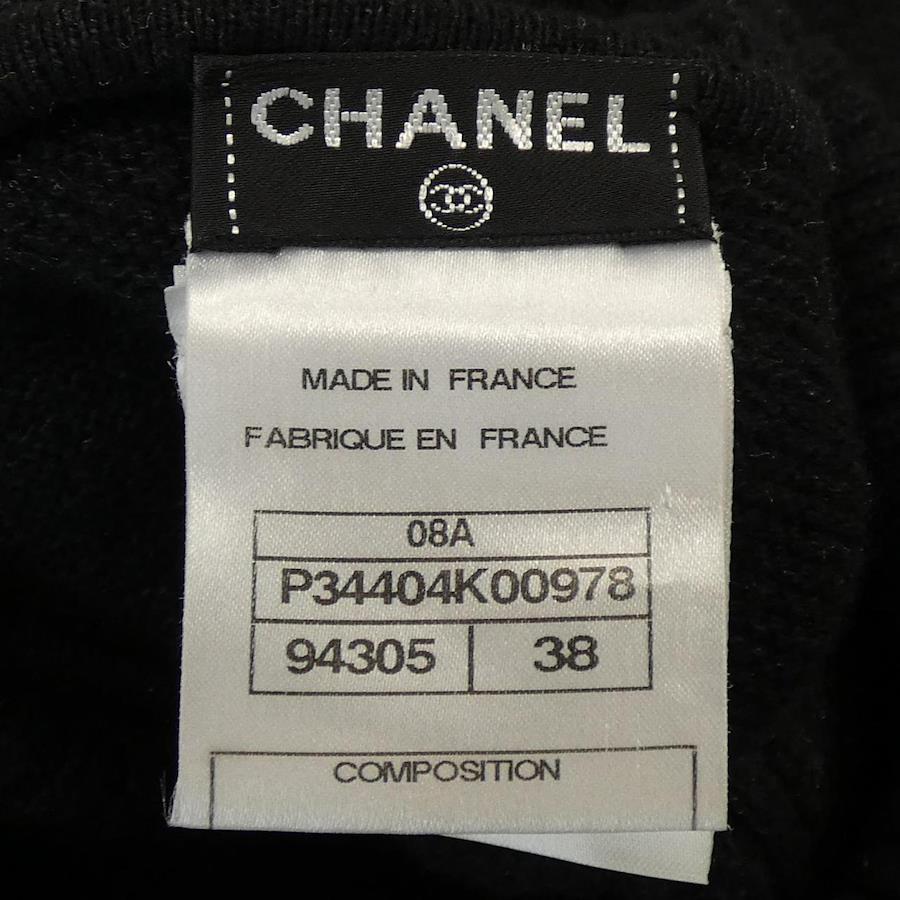 CHANEL
MADE IN FRANCE
FABRIQUE EN FRANCE
08A
P34404K00978
94305 38
COMPOSITION